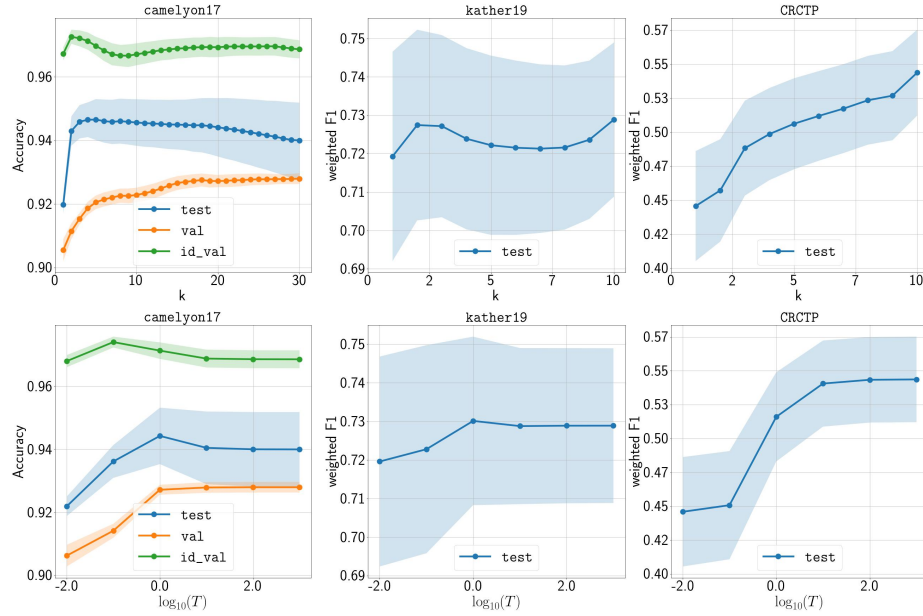 camelyon17
kather19
CRCTP
Accuracy
0.96
0.94
0.92
0.90
test
val
id_val
0
10
20
30
k
weighted F1
0.75
0.74
0.73
0.72
0.71
0.70
0.69
test
0
2
5
7
10
k
weighted F1
0.57
0.55
0.53
0.50
0.47
0.45
0.42
0.40
test
0
2
5
7
10
k
camelyon17
kather19
CRCTP
Accuracy
0.96
0.94
0.92
0.90
test
val
id_val
-2.0
0.0
2.0
log₁₀(T)
weighted F1
0.75
0.74
0.73
0.72
0.71
0.70
0.69
test
-2.0
0.0
2.0
log₁₀(T)
weighted F1
0.57
0.55
0.53
0.50
0.47
0.45
0.42
0.40
test
-2.0
0.0
2.0
log₁₀(T)